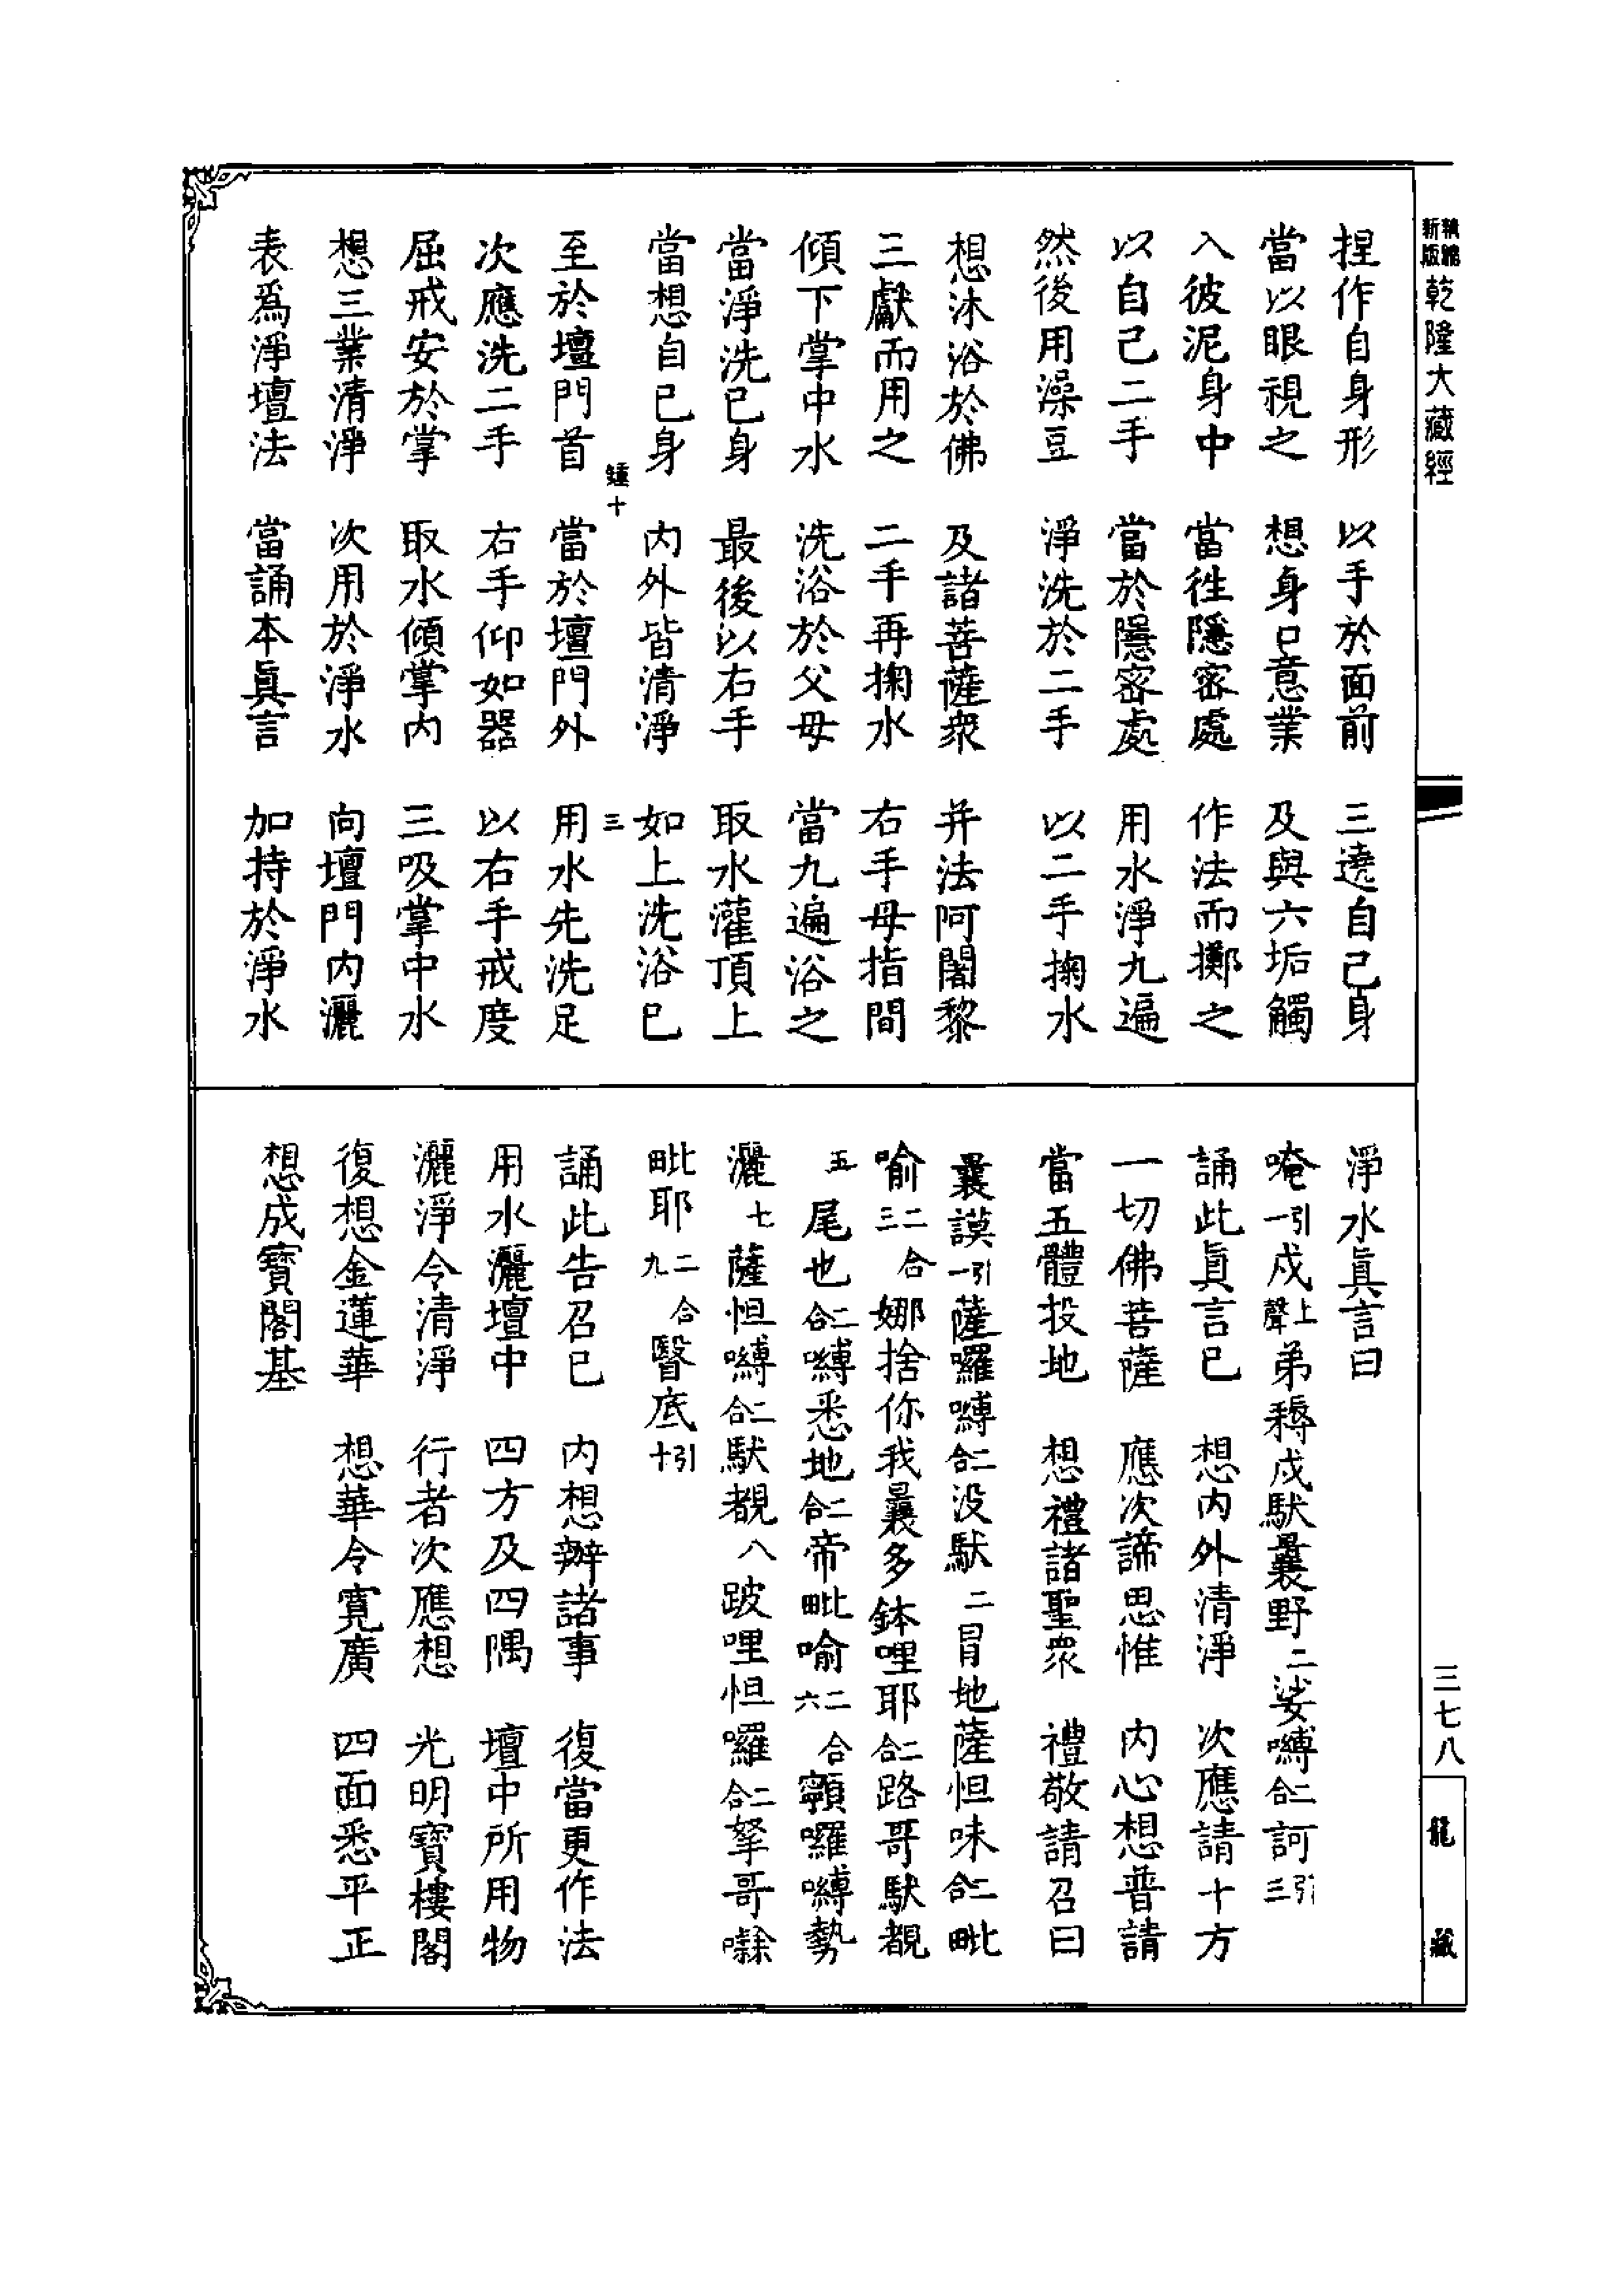 新版 乾隆大藏經
捏作自身形 以手於面前 三遶自己身
當以眼視之 想身口意業 及與六垢觸
入彼泥身中 當徃隱密處 作法而擲之
以自己二手 當於隱密處 用水淨九遍
然後用澡豆 淨洗於二手 以二手掬水
想沐浴於佛 及諸菩薩衆 并法阿闍黎
三獻而用之 二手再掬水 右手母指間
傾下掌中水 洗浴於父母 當九遍浴之
當淨洗已身 最後以右手 取水灌頂上
當想自已身 内外皆清淨 如上洗浴已
鍾十 三
至於壇門首 當於壇門外 用水先洗足
次應洗二手 右手仰如器 以右手戒度
屈戒安於掌 取水傾掌内 三吸掌中水
想三業清淨 次用於淨水 向壇門内灑
表爲淨壇法 當誦本眞言 加持於淨水
淨水眞言曰
唵引一戍上聲弟稱戍馱曩野二娑嚩二合訶引三
誦此眞言已 想内外清淨 次應請十方
一切佛菩薩 應次諦思惟 内心想普請
當五體投地 想禮諸聖衆 禮敬請召曰
曩謨引一薩囉嚩二合没馱二冐地薩怛味二合毗
喻二合三娜捨你我曩多鉢哩耶二合路哥馱覩
五尾也二合嚩悉地二合帝毗喻二合六顐囉嚩勢
灑七薩怛嚩二合馱覩八跛哩怛囉二合拏哥㘑
毗耶二合九瞖底引十
誦此告召已 内想辦諸事 復當更作法
用水灑壇中 四方及四隅 壇中所用物
灑淨令清淨 行者次應想 光明寶樓閣
復想金蓮華 想華令寛廣 四面悉平正
想成寳閣基
三七八
龍藏